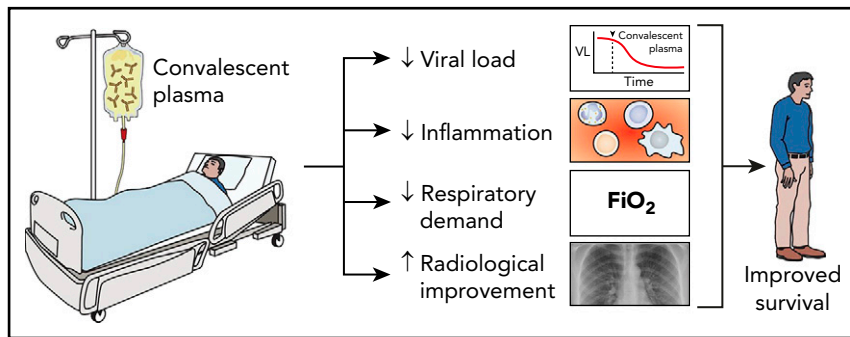 Convalescent
plasma
↓ Viral load
↓ Inflammation
↓ Respiratory
demand
↑ Radiological
improvement
VL
Convalescent
plasma
Time
FiO₂
Improved
survival